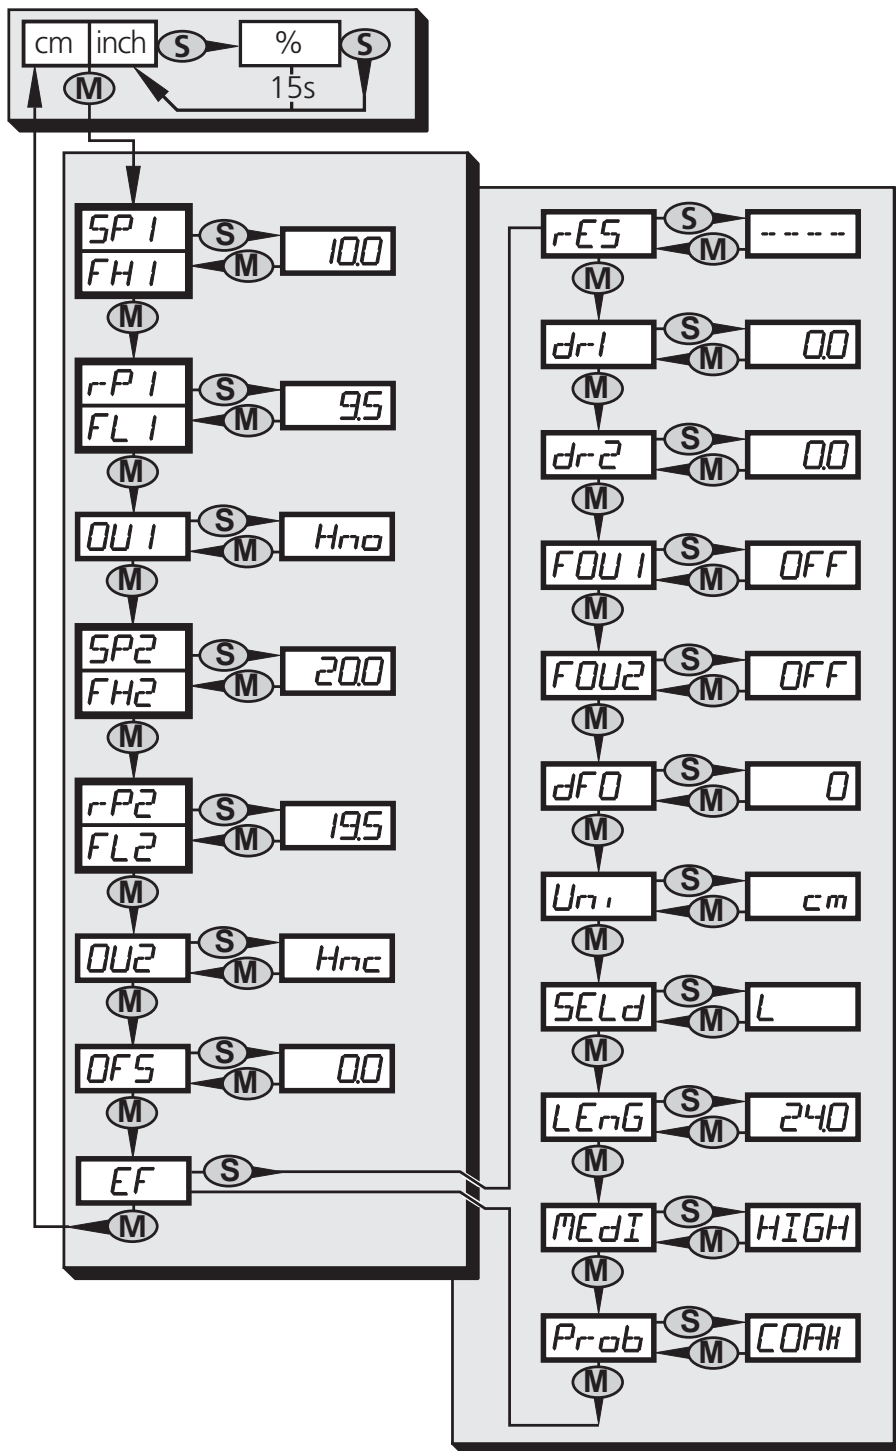 cm inch S % S
M 15s
SP1 S 10.0
FH1 M
M
rP1 S 9.5
FL1 M
M
OU1 S Hno
M
M
SP2 S 20.0
FH2 M
M
rP2 S 19.5
FL2 M
M
OU2 S Hnc
M
M
OFS S 0.0
M
M
EF S
M
rES S ----
M
M
dr1 S 0.0
M
M
dr2 S 0.0
M
M
FOU1 S OFF
M
M
FOU2 S OFF
M
M
dFO S 0
M
M
Uni S cm
M
M
SELd S L
M
M
LEnG S 24.0
M
M
MEdI S HIGH
M
M
Prob S COAX
M
M